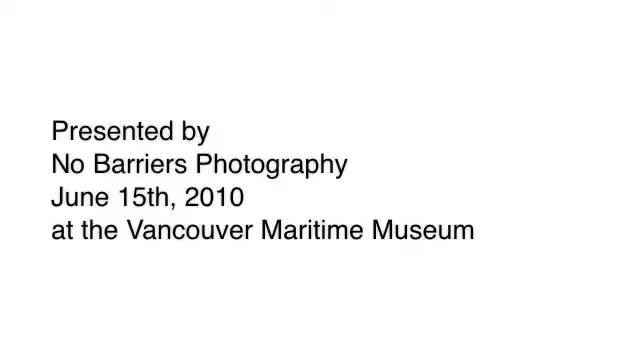 Presented by
No Barriers Photography
June 15th, 2010
at the Vancouver Maritime Museum